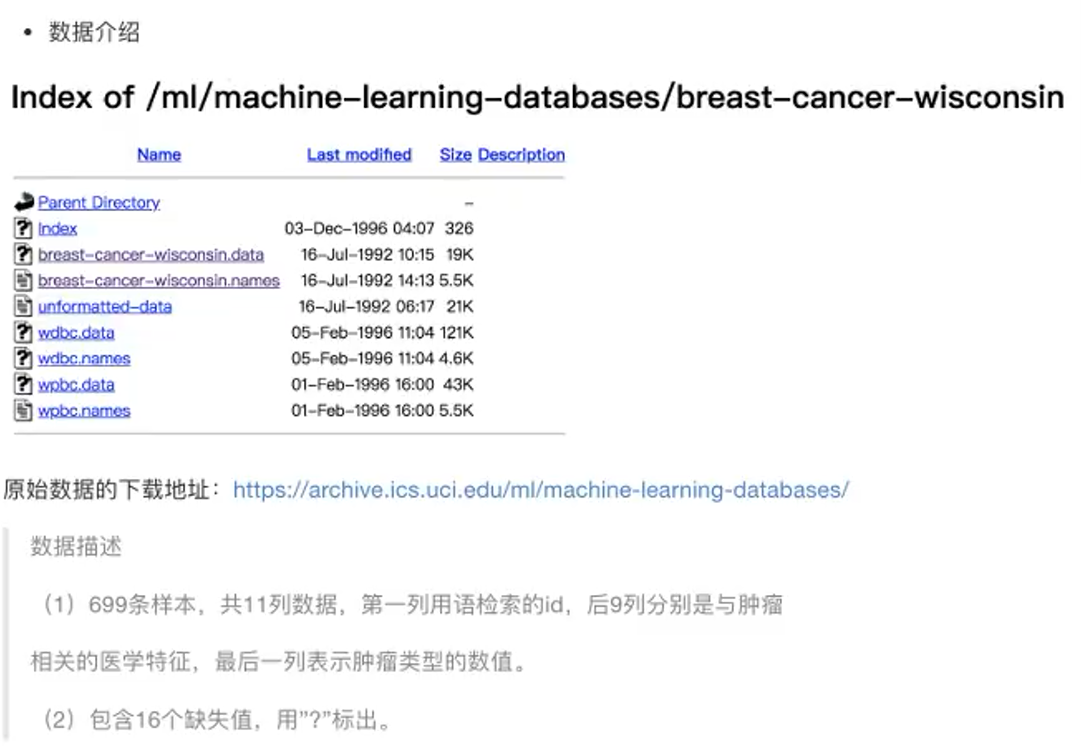 • 数据介绍
Index of /ml/machine-learning-databases/breast-cancer-wisconsin
Name Last modified Size Description
Parent Directory –
Index 03-Dec-1996 04:07 326
breast-cancer-wisconsin.data 16-Jul-1992 10:15 19K
breast-cancer-wisconsin.names 16-Jul-1992 14:13 5.5K
unformatted-data 16-Jul-1992 06:17 21K
wdbc.data 05-Feb-1996 11:04 121K
wdbc.names 05-Feb-1996 11:04 4.6K
wpbc.data 01-Feb-1996 16:00 43K
wpbc.names 01-Feb-1996 16:00 5.5K
原始数据的下载地址：https://archive.ics.uci.edu/ml/machine-learning-databases/
数据描述
（1）699条样本，共11列数据，第一列用语检索的id，后9列分别是与肿瘤
相关的医学特征，最后一列表示肿瘤类型的数值。
（2）包含16个缺失值，用”?”标出。